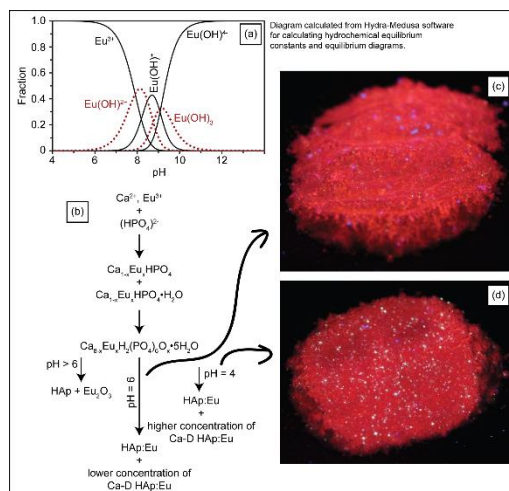 Diagram calculated from Hydra-Medusa software
for calculating hydrochemical equilibrium
constants and equilibrium diagrams.
(a)
Eu³⁺
Eu(OH)⁴⁻
Eu(OH)²⁺
Eu(OH)⁺
Eu(OH)₃
Fraction
1.0
0.8
0.6
0.4
0.2
0
4 6 8 10 12 14
pH
(b)
Ca²⁺, Eu³⁺
+
(HPO₄)²⁻
Ca₁₋ₓEuₓHPO₄
+
Ca₁₋ₓEuₓHPO₄•H₂O
Ca₈₋ₓEuₓH₂(PO₄)₆Oₓ•5H₂O
pH > 6
HAp + Eu₂O₃
pH = 6
HAp:Eu
+
lower concentration of
Ca-D HAp:Eu
pH = 4
HAp:Eu
+
higher concentration of
Ca-D HAp:Eu
(c)
(d)